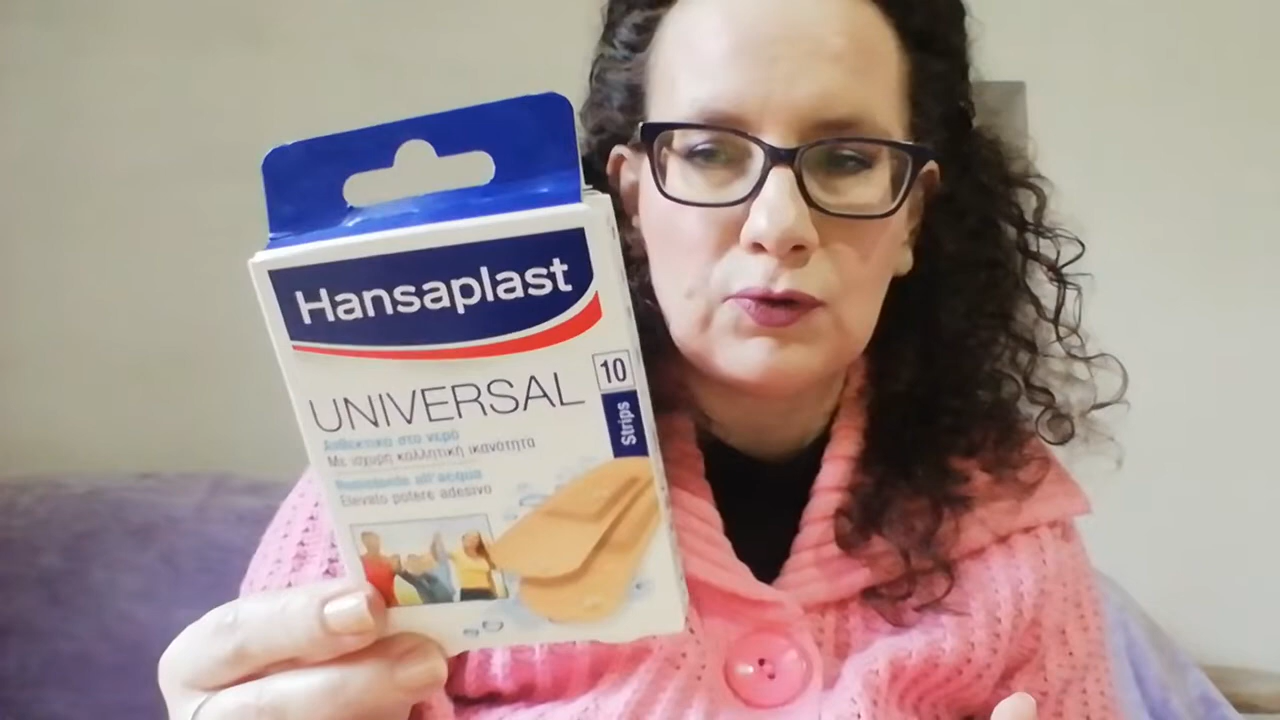 Hansaplast
UNIVERSAL
10
Strips
Ανθεκτικό στο νερό
Με ισχυρή κολλητική ικανότητα
Resistente all'acqua
Elevato potere adesivo